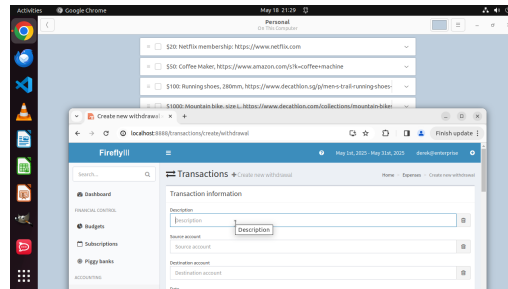 Activities Google Chrome May 18 21:29
Personal
On This Computer
$20: Netflix membership: https://www.netflix.com
$50: Coffee Maker, https://www.amazon.com/s?k=coffee+machine
$100: Running shoes, 280mm, https://www.decathlon.sg/p/men-s-trail-running-shoes-
$1000: Mountain bike, size L, https://www.decathlon.com/collections/mountain-bikes
Create new withdrawal
localhost:8888/transactions/create/withdrawal Finish update
FireflyIII May 1st, 2025 - May 31st, 2025 derek@enterprise
Search... Transactions Create new withdrawal Home Expenses Create new withdrawal
Dashboard Transaction information
FINANCIAL CONTROL Description
Budgets Description
Description
Subscriptions Source account
Source account
Piggy banks Destination account
ACCOUNTING Destination account
Date